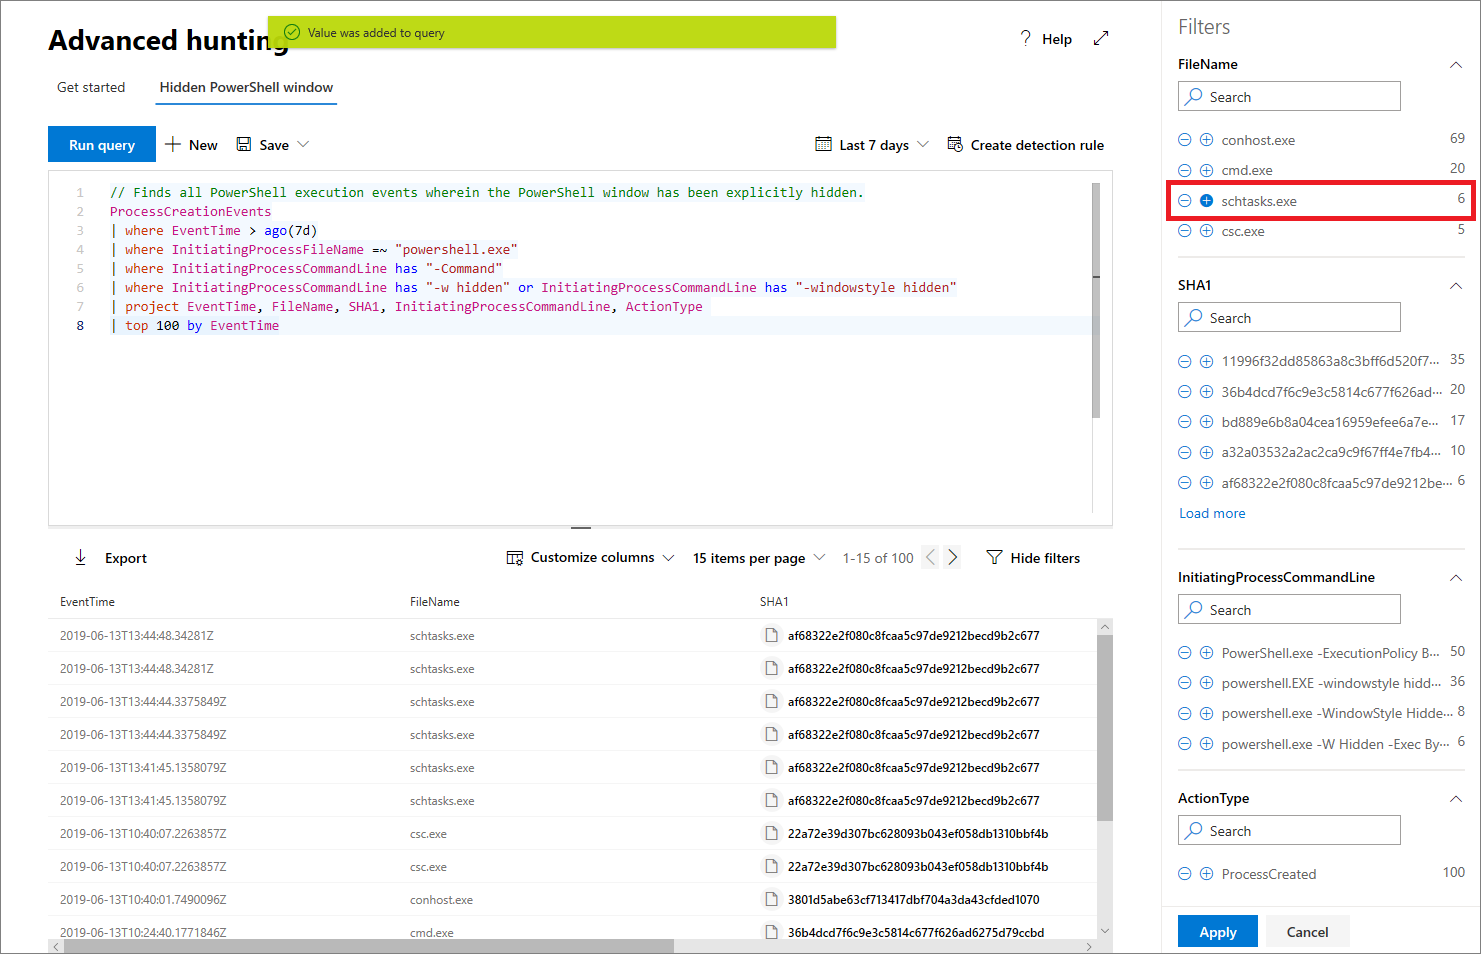 Advanced hunting
Value was added to query
? Help
Get started
Hidden PowerShell window
Run query
New
Save
Last 7 days
Create detection rule
1 // Finds all PowerShell execution events wherein the PowerShell window has been explicitly hidden.
2 ProcessCreationEvents
3 | where EventTime > ago(7d)
4 | where InitiatingProcessFileName =~ "powershell.exe"
5 | where InitiatingProcessCommandLine has "-Command"
6 | where InitiatingProcessCommandLine has "-w hidden" or InitiatingProcessCommandLine has "-windowstyle hidden"
7 | project EventTime, FileName, SHA1, InitiatingProcessCommandLine, ActionType
8 | top 100 by EventTime
Export
Customize columns
15 items per page
1-15 of 100
Hide filters
EventTime FileName SHA1
2019-06-13T13:44:48.34281Z schtasks.exe af68322e2f080c8fcaa5c97de9212becd9b2c677
2019-06-13T13:44:48.34281Z schtasks.exe af68322e2f080c8fcaa5c97de9212becd9b2c677
2019-06-13T13:44:44.3375849Z schtasks.exe af68322e2f080c8fcaa5c97de9212becd9b2c677
2019-06-13T13:44:44.3375849Z schtasks.exe af68322e2f080c8fcaa5c97de9212becd9b2c677
2019-06-13T13:41:45.1358079Z schtasks.exe af68322e2f080c8fcaa5c97de9212becd9b2c677
2019-06-13T13:41:45.1358079Z schtasks.exe af68322e2f080c8fcaa5c97de9212becd9b2c677
2019-06-13T10:40:07.2263857Z csc.exe 22a72e39d307bc628093b043ef058db1310bbf4b
2019-06-13T10:40:07.2263857Z csc.exe 22a72e39d307bc628093b043ef058db1310bbf4b
2019-06-13T10:40:01.7490096Z conhost.exe 3801d5abe63cf713417dbf704a3da43cfded1070
2019-06-13T10:24:40.1771846Z cmd.exe 36b4dcd7f6c9e3c5814c677f626ad6275d79ccbd
Filters
FileName
Search
conhost.exe 69
cmd.exe 20
schtasks.exe 6
csc.exe 5
SHA1
Search
11996f32dd85863a8c3bff6d520f7... 35
36b4dcd7f6c9e3c5814c677f626ad... 20
bd889e6b8a04cea16959efee6a7e... 17
a32a03532a2ac2ca9c9f67ff4e7fb4... 10
af68322e2f080c8fcaa5c97de9212be... 6
Load more
InitiatingProcessCommandLine
Search
PowerShell.exe -ExecutionPolicy B... 50
powershell.EXE -windowstyle hidd... 36
powershell.exe -WindowStyle Hidde... 8
powershell.exe -W Hidden -Exec By... 6
ActionType
Search
ProcessCreated 100
Apply
Cancel